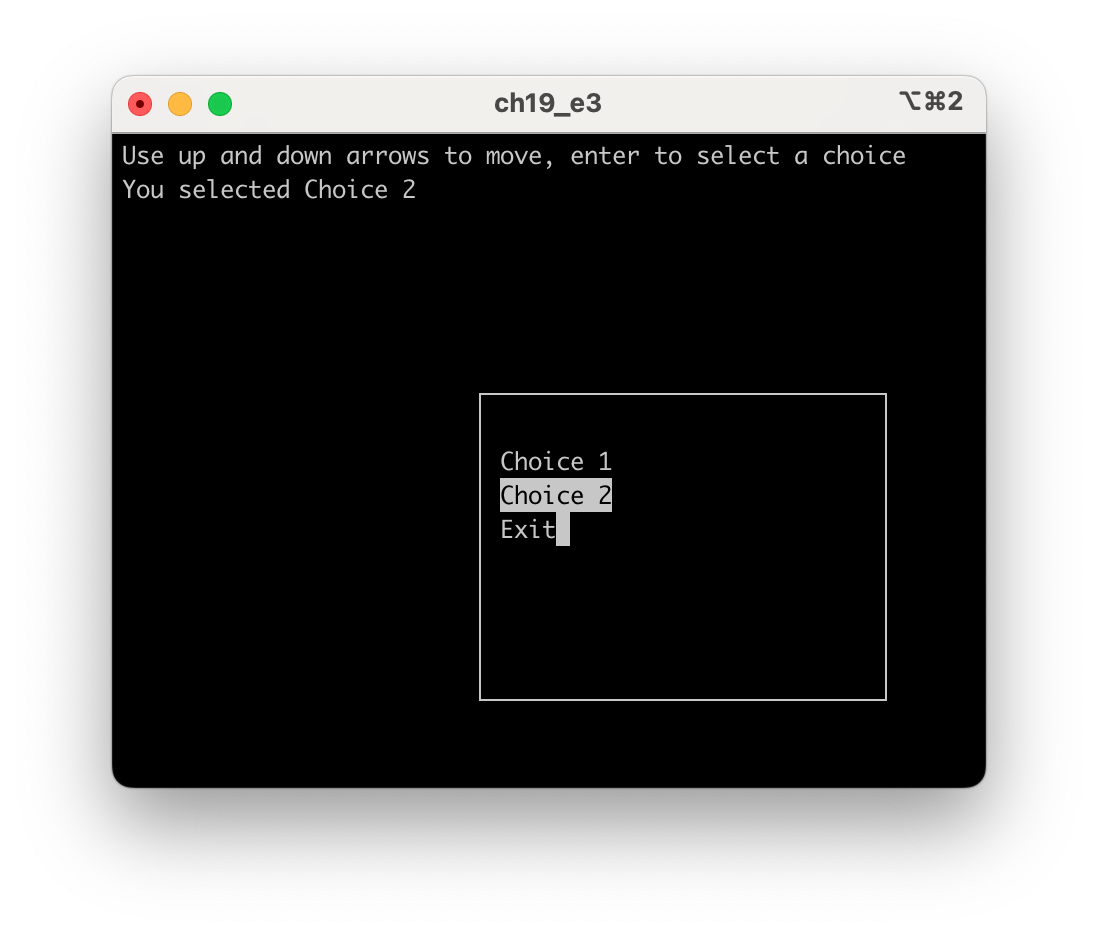 ch19_e3
⌥⌘2
Use up and down arrows to move, enter to select a choice
You selected Choice 2
Choice 1
Choice 2
Exit